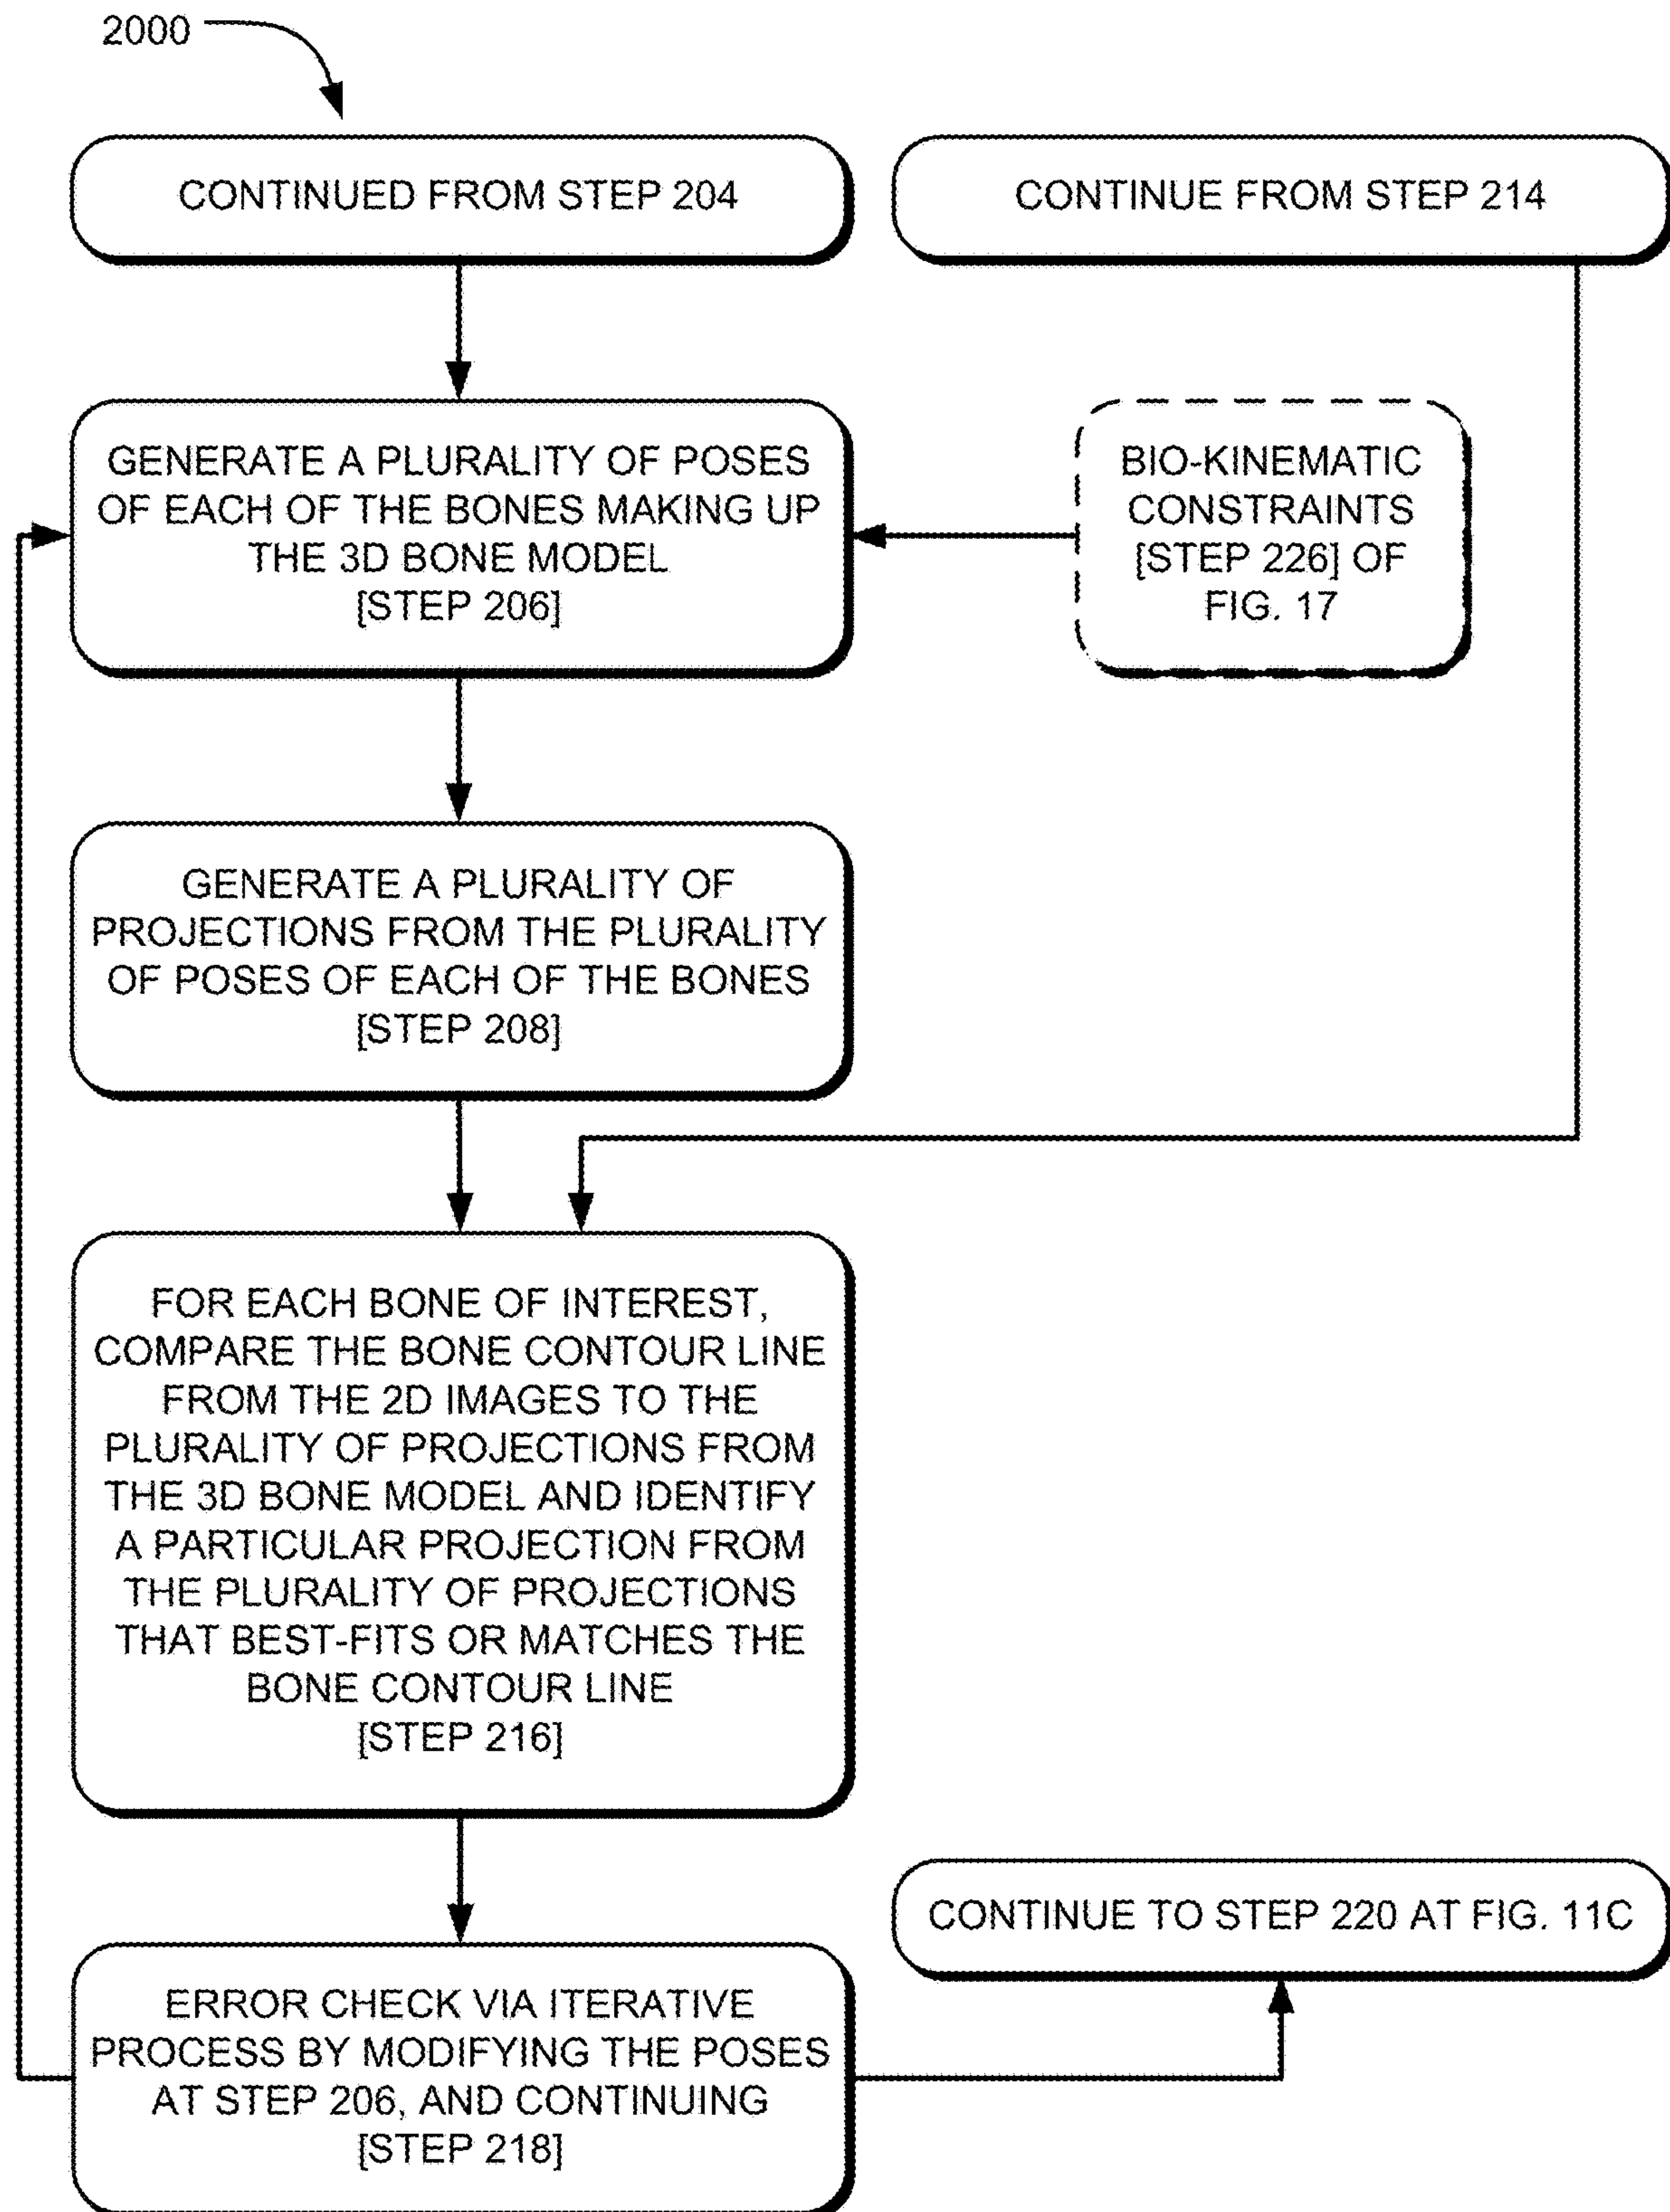 2000
CONTINUED FROM STEP 204
CONTINUE FROM STEP 214
GENERATE A PLURALITY OF POSES
OF EACH OF THE BONES MAKING UP
THE 3D BONE MODEL
[STEP 206]
BIO-KINEMATIC
CONSTRAINTS
[STEP 226] OF
FIG. 17
GENERATE A PLURALITY OF
PROJECTIONS FROM THE PLURALITY
OF POSES OF EACH OF THE BONES
[STEP 208]
FOR EACH BONE OF INTEREST,
COMPARE THE BONE CONTOUR LINE
FROM THE 2D IMAGES TO THE
PLURALITY OF PROJECTIONS FROM
THE 3D BONE MODEL AND IDENTIFY
A PARTICULAR PROJECTION FROM
THE PLURALITY OF PROJECTIONS
THAT BEST-FITS OR MATCHES THE
BONE CONTOUR LINE
[STEP 216]
CONTINUE TO STEP 220 AT FIG. 11C
ERROR CHECK VIA ITERATIVE
PROCESS BY MODIFYING THE POSES
AT STEP 206, AND CONTINUING
[STEP 218]